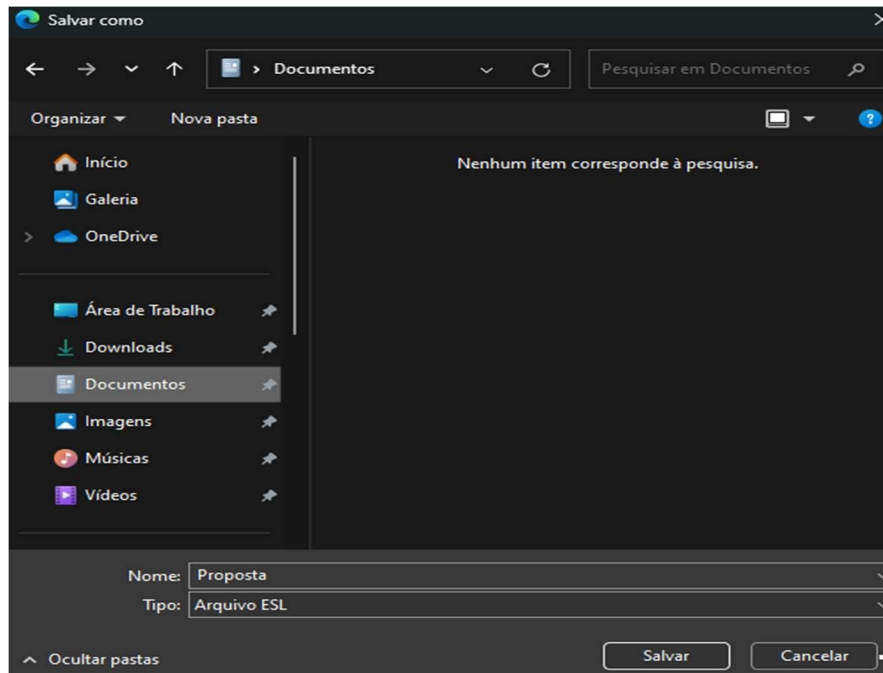 Salvar como
Documentos
Pesquisar em Documentos
Organizar
Nova pasta
Início
Nenhum item corresponde à pesquisa.
Galeria
OneDrive
Área de Trabalho
Downloads
Documentos
Imagens
Músicas
Vídeos
Nome: Proposta
Tipo: Arquivo ESL
Ocultar pastas
Salvar
Cancelar